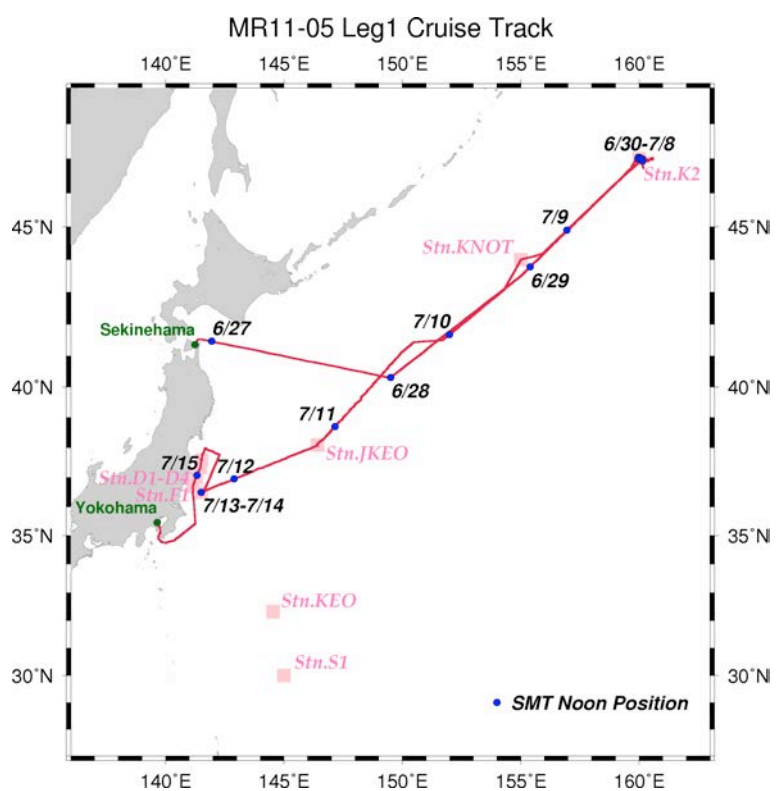 MR11-05 Leg1 Cruise Track
140˚E 145˚E 150˚E 155˚E 160˚E
6/30-7/8
Stn.K2
7/9
45˚N 45˚N
Stn.KNOT
6/29
7/10
Sekinehama 6/27
40˚N 40˚N
6/28
7/11
Stn.JKEO
7/15 7/12
Stn.D1-D4
Stn.F1
7/13-7/14
Yokohama
35˚N 35˚N
Stn.KEO
Stn.S1
30˚N 30˚N
SMT Noon Position
140˚E 145˚E 150˚E 155˚E 160˚E